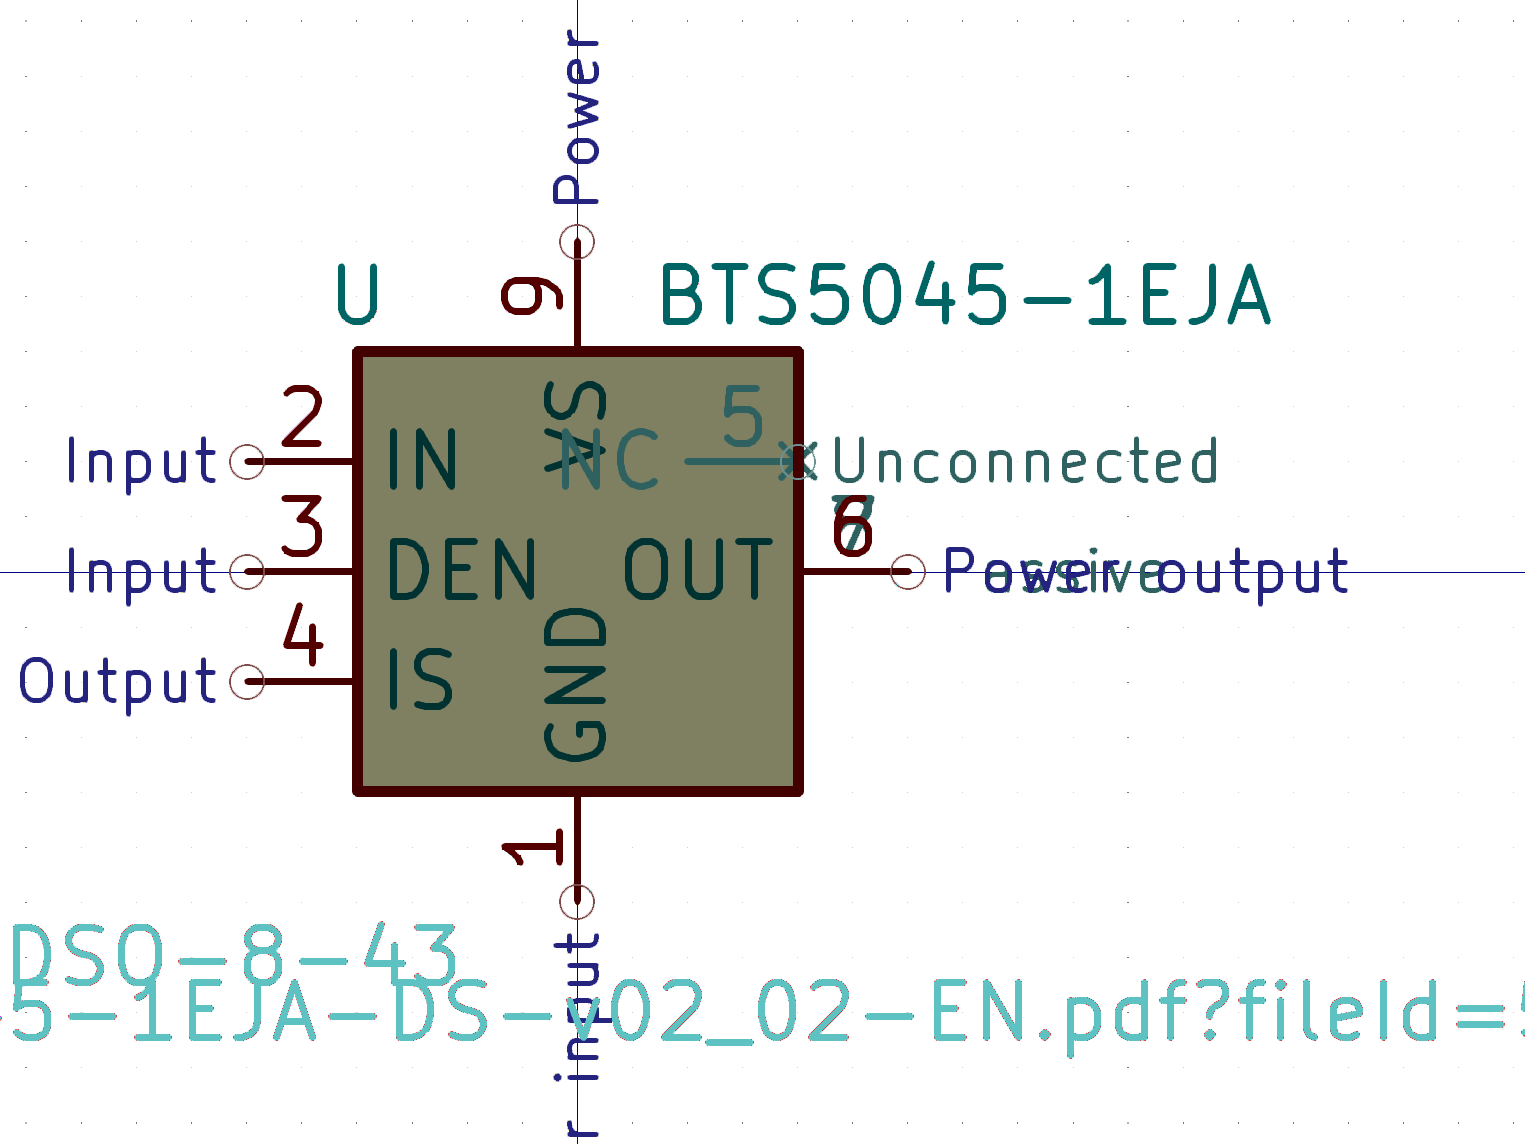 Power
U
9
BTS5045-1EJA
2
5
Input
IN
VS
NC
Unconnected
3
6
7
Input
DEN
OUT
Power output
4
Output
IS
GND
1
DSO-8-43
5-1EJA-DS-v02_02-EN.pdf?fileId=5
r input